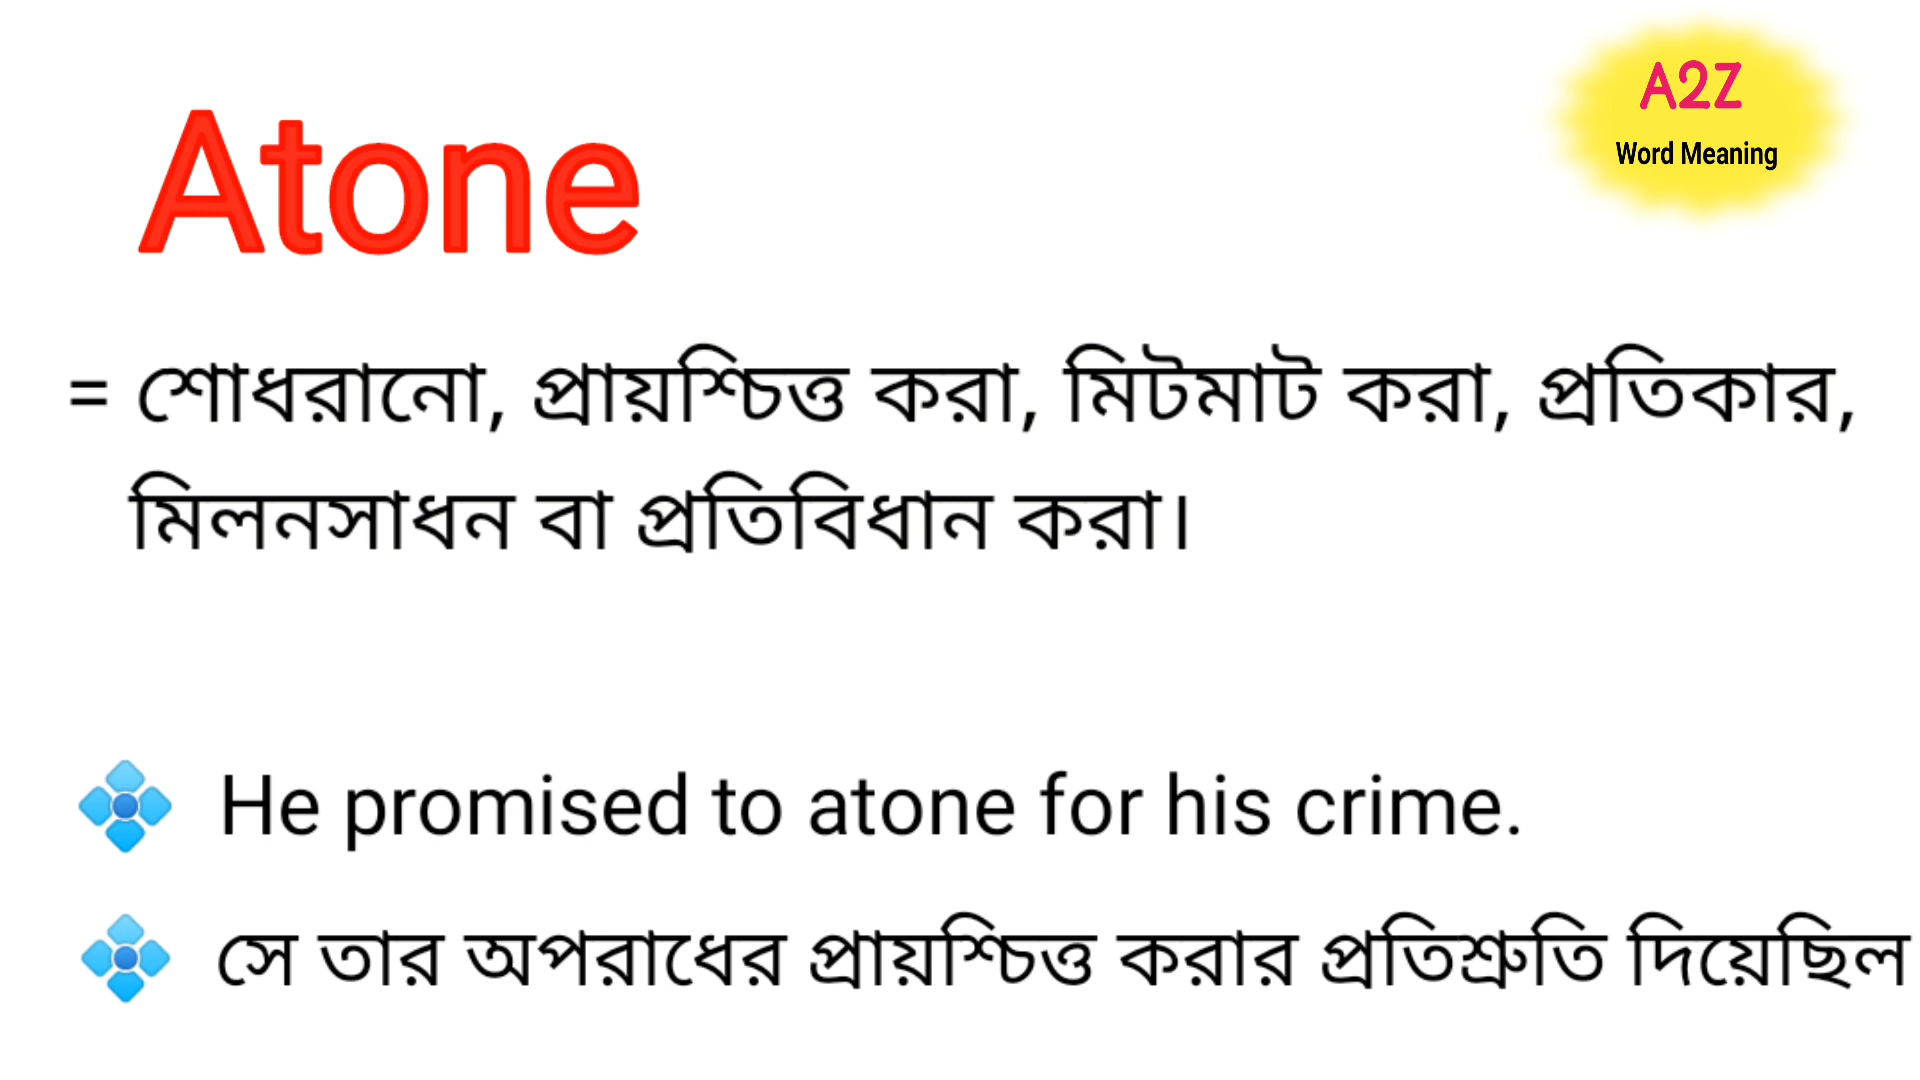 A2Z
Word Meaning
Atone
= শোধরানো, প্রায়শ্চিত্ত করা, মিটমাট করা, প্রতিকার,
মিলনসাধন বা প্রতিবিধান করা।
He promised to atone for his crime.
সে তার অপরাধের প্রায়শ্চিত্ত করার প্রতিশ্রুতি দিয়েছিল